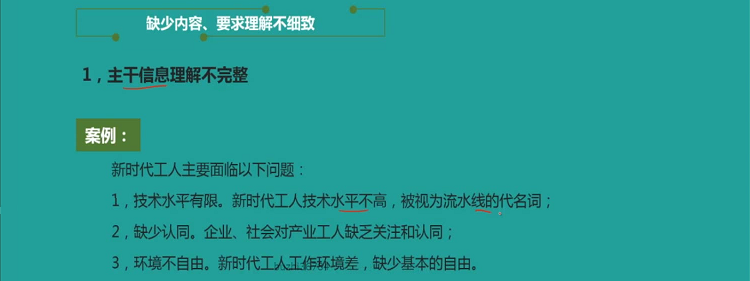 缺少内容、要求理解不细致
1，主干信息理解不完整
案例：
新时代工人主要面临以下问题：
1，技术水平有限。新时代工人技术水平不高，被视为流水线的代名词；
2，缺少认同。企业、社会对产业工人缺乏关注和认同；
3，环境不自由。新时代工人工作环境差，缺少基本的自由。